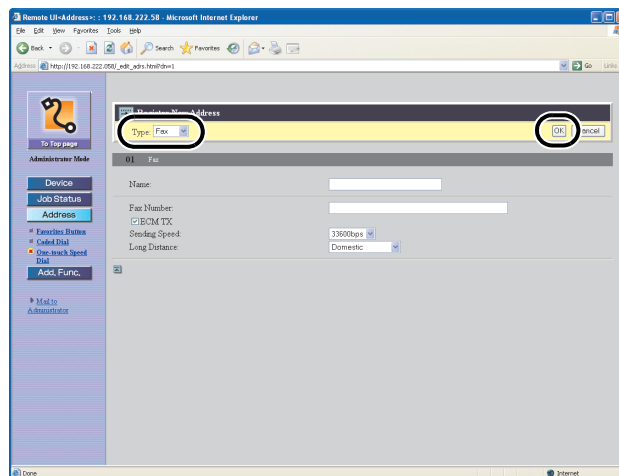 Remote UI<Address>: : 192.168.222.58 - Microsoft Internet Explorer
File Edit View Favorites Tools Help
Back Search Favorites
Address http://192.168.222.058/_edit_adrs.html?dn=1 Go Links
Register New Address
Type: Fax OK Cancel
To Top page
Administrator Mode
01 Fax
Device
Name:
Job Status
Fax Number:
Address
ECM TX
Favorites Button
Sending Speed: 33600bps
Coded Dial
Long Distance: Domestic
One-touch Speed Dial
Add, Func,
Mail to
Administrator
Done Internet